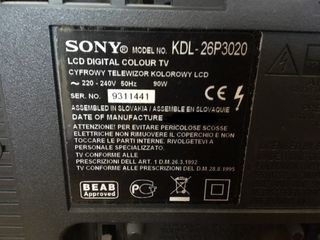 SONY® MODEL NO. KDL-26P3020
LCD DIGITAL COLOUR TV
CYFROWY TELEWIZOR KOLOROWY LCD
~ 220 - 240V 50Hz 90W
SER. NO. 9311441
ASSEMBLED IN SLOVAKIA / ASSEMBLE EN SLOVAQUIE
DATE OF MANUFACTURE
ATTENZIONE! PER EVITARE PERICOLOSE SCOSSE
ELETTRICHE NON RIMUOVERE IL COPERCHIO E NON
TOCCARE LE PARTI INTERNE. RIVOLGETEVI A
PERSONALE COMPETENTE.
TV CONFORME ALLE
PRESCRIZIONI DELL'ART. 1 D.M.26.3.1992
TV CONFORME ALLE PRESCRIZIONI DEL D.M.28.8.1995
CE
BEAB
Approved